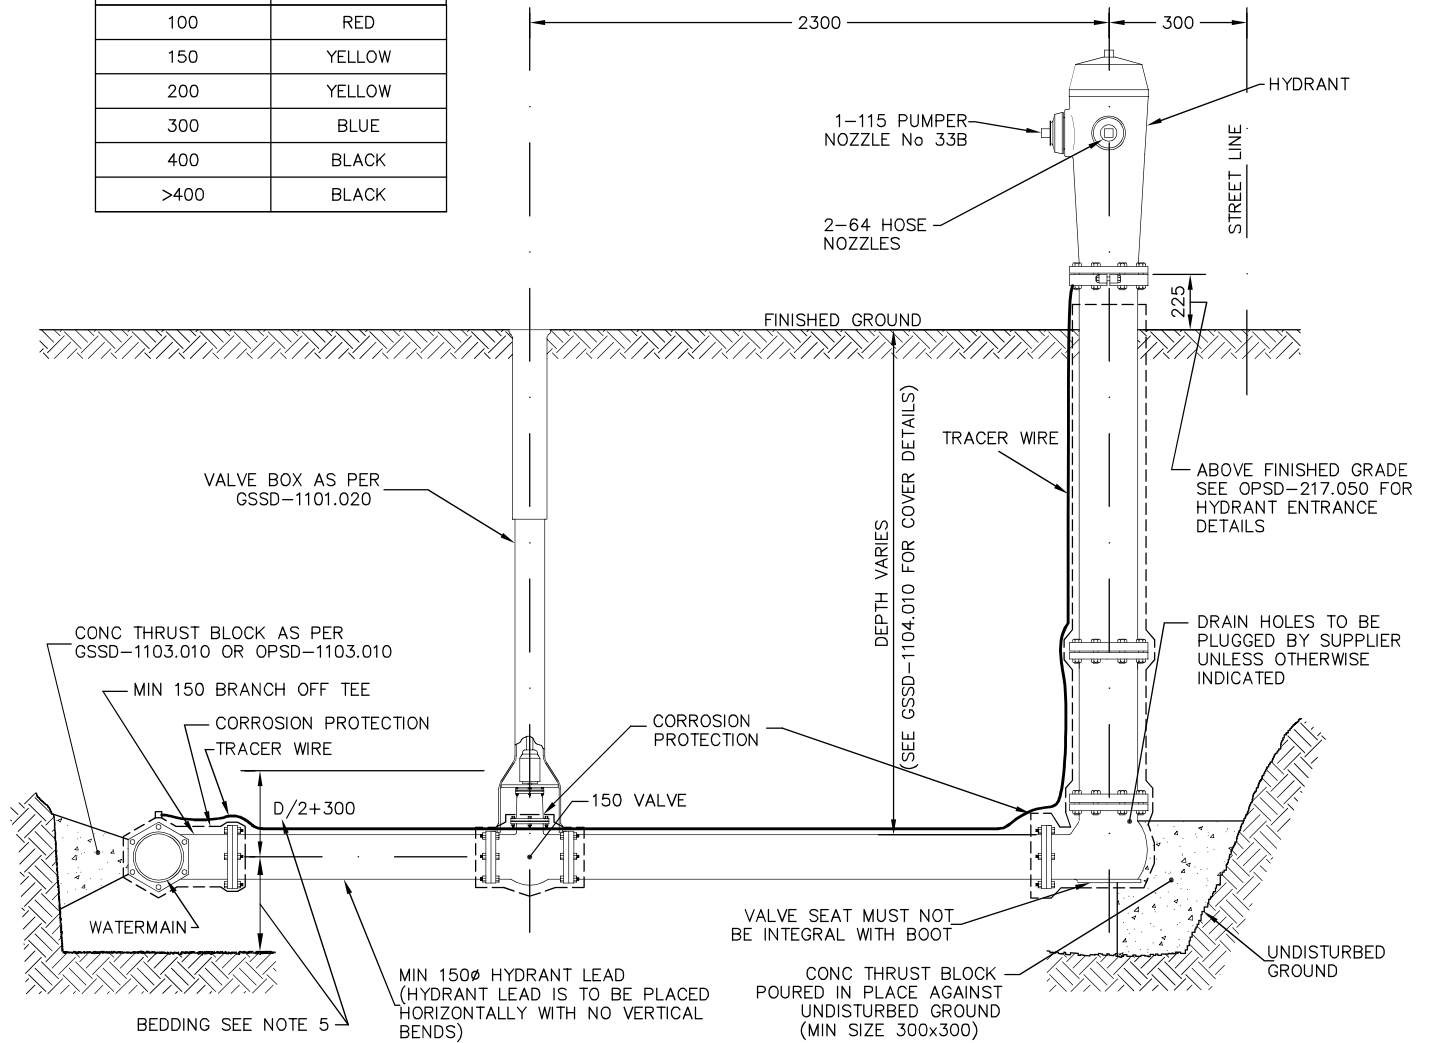 100 RED
150 YELLOW
200 YELLOW
300 BLUE
400 BLACK
>400 BLACK
2300
300
HYDRANT
1-115 PUMPER
NOZZLE No 33B
STREET LINE
2-64 HOSE
NOZZLES
225
FINISHED GROUND
TRACER WIRE
VALVE BOX AS PER
GSSD-1101.020
ABOVE FINISHED GRADE
SEE OPSD-217.050 FOR
HYDRANT ENTRANCE
DETAILS
DEPTH VARIES
(SEE GSSD-1104.010 FOR COVER DETAILS)
CONC THRUST BLOCK AS PER
GSSD-1103.010 OR OPSD-1103.010
DRAIN HOLES TO BE
PLUGGED BY SUPPLIER
UNLESS OTHERWISE
INDICATED
MIN 150 BRANCH OFF TEE
CORROSION PROTECTION
TRACER WIRE
CORROSION
PROTECTION
D/2+300
150 VALVE
WATERMAIN
VALVE SEAT MUST NOT
BE INTEGRAL WITH BOOT
UNDISTURBED
GROUND
MIN 150ø HYDRANT LEAD
(HYDRANT LEAD IS TO BE PLACED
HORIZONTALLY WITH NO VERTICAL
BENDS)
CONC THRUST BLOCK
POURED IN PLACE AGAINST
UNDISTURBED GROUND
(MIN SIZE 300x300)
BEDDING SEE NOTE 5